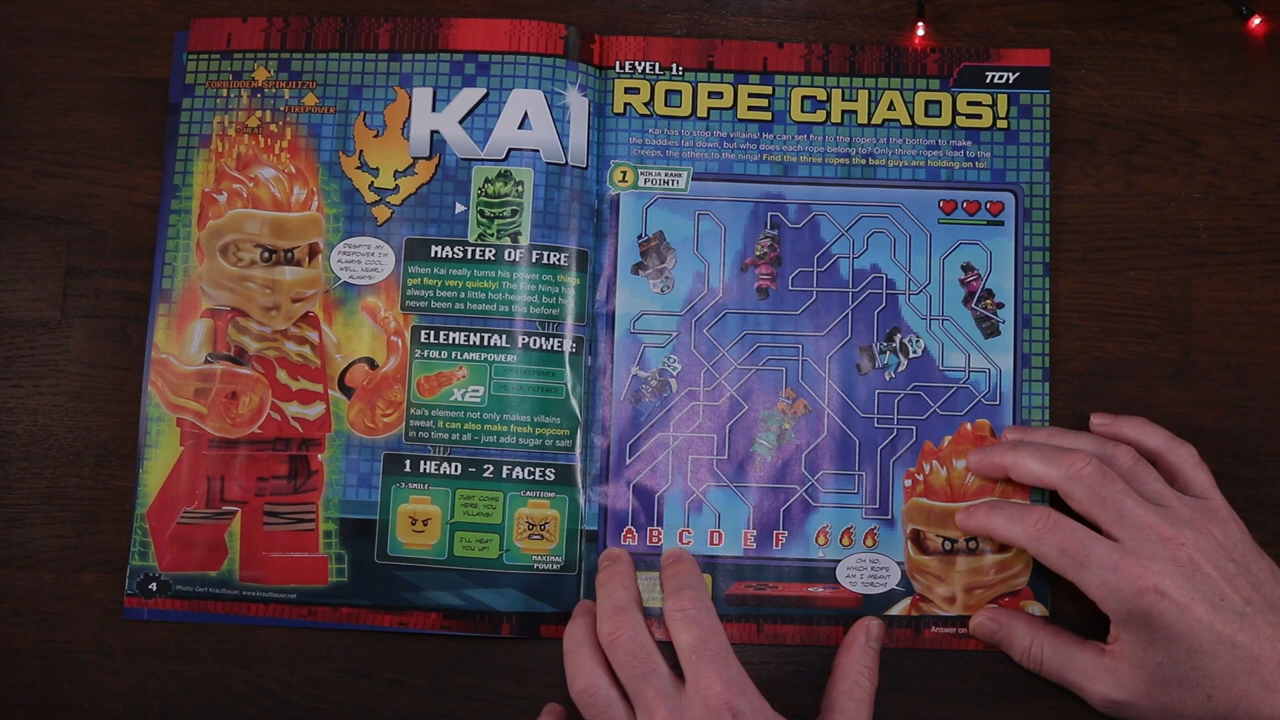 FORBIDDEN SPINJITZU
FIREPOWER
HEAT
KAI
DESPITE MY
FIREPOWER I'M
ALWAYS COOL.
WELL, NEARLY
ALWAYS!
MASTER OF FIRE
When Kai really turns his power on, things
get fiery very quickly! The Fire Ninja has
always been a little hot-headed, but he's
never been as heated as this before!
ELEMENTAL POWER:
2-FOLD FLAMEPOWER!
x2
Kai's element not only makes villains
sweat, it can also make fresh popcorn
in no time at all – just add sugar or salt!
1 HEAD - 2 FACES
+3 SMILE
JUST COME
HERE, YOU
VILLAINS!
I'LL HEAT
YOU UP!
CAUTION!
MAXIMAL
POWER!
4
Photo: Gert Krautbauer, www.krautbauer.net
TOY
LEVEL 1:
ROPE CHAOS!
Kai has to stop the villains! He can set fire to the ropes at the bottom to make
the baddies fall down, but who does each rope belong to? Only three ropes lead to the
creeps, the others to the ninja! Find the three ropes the bad guys are holding on to!
1 NINJA RANK
POINT!
A B C D E F
OH NO,
WHICH ROPE
AM I MEANT
TO TORCH?
Answer on